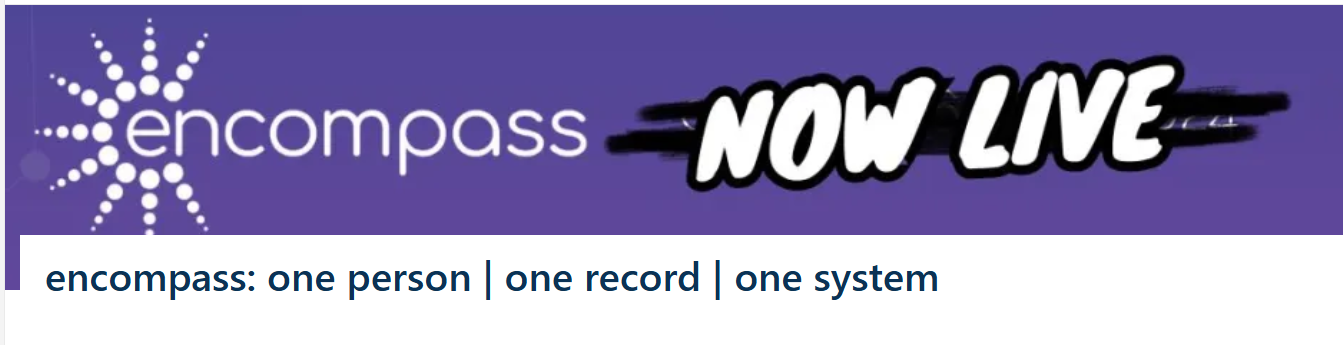 encompass NOW LIVE
encompass: one person | one record | one system